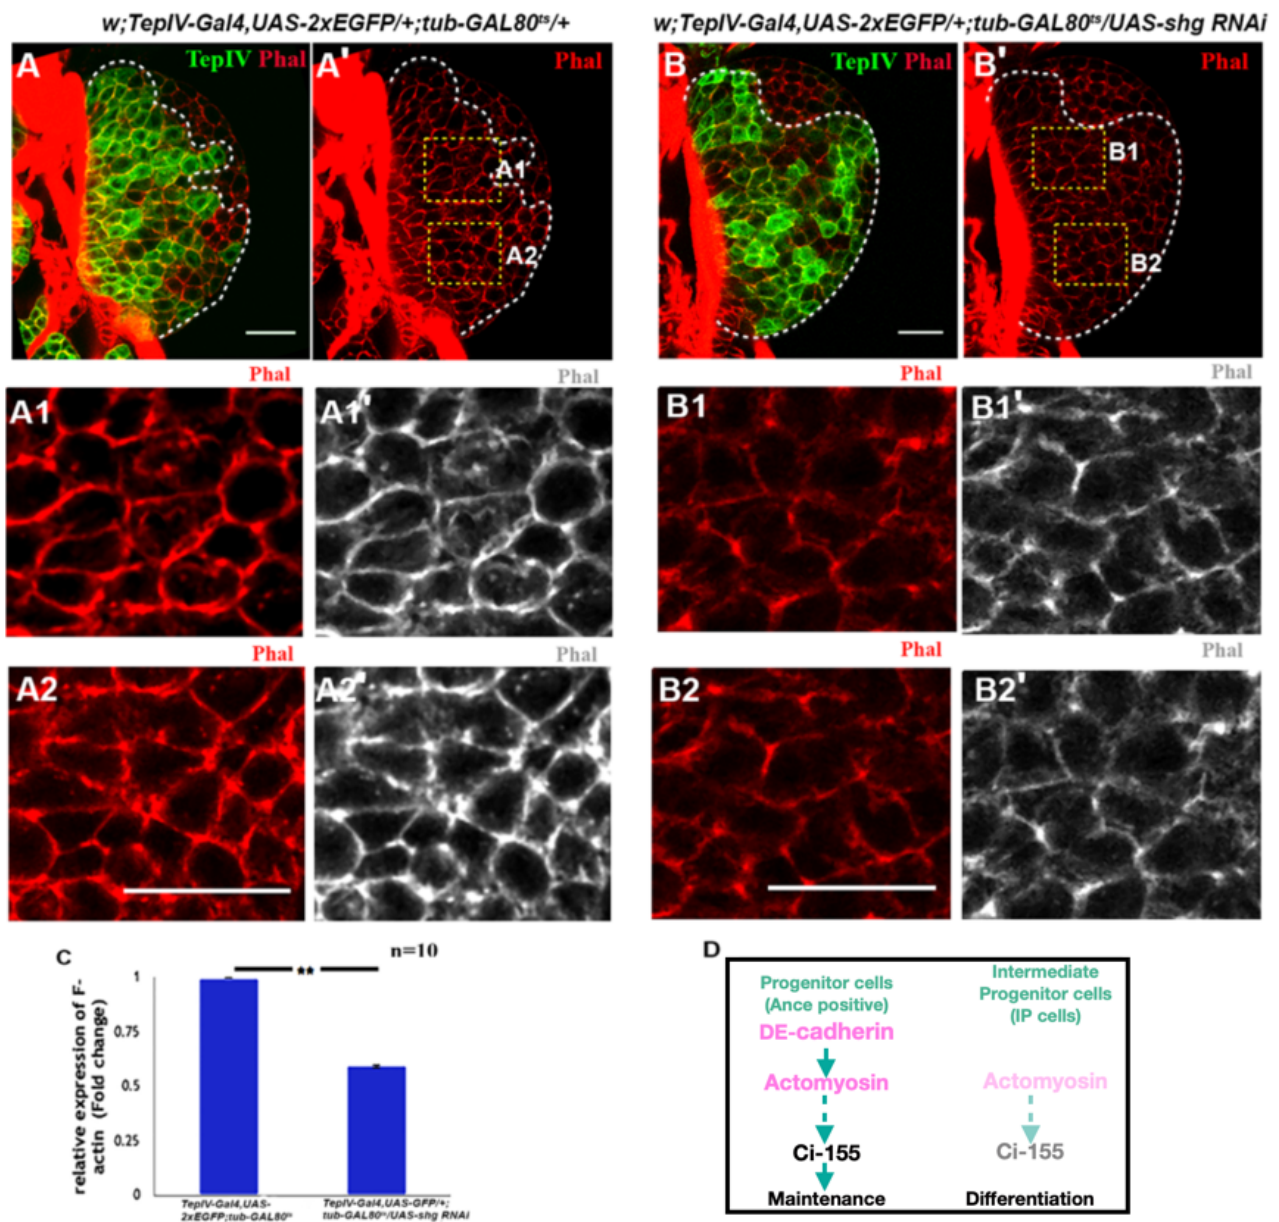 w;TepIV-Gal4,UAS-2xEGFP/+;tub-GAL80ts/+
w;TepIV-Gal4,UAS-2xEGFP/+;tub-GAL80ts/UAS-shg RNAi
A
TepIV Phal
A'
Phal
A1
A2
B
TepIV Phal
B'
Phal
B1
B2
Phal
Phal
Phal
Phal
A1
A1'
B1
B1'
Phal
Phal
Phal
Phal
A2
A2'
B2
B2'
C
n=10
**
relative expression of F-
actin (Fold change)
1
0.75
0.5
0.25
0
TepIV-Gal4,UAS-
2xEGFP;tub-GAL80ts
TepIV-Gal4,UAS-GFP/+;
tub-GAL80ts/UAS-shg RNAi
D
Progenitor cells
(Ance positive)
DE-cadherin
Actomyosin
Ci-155
Maintenance
Intermediate
Progenitor cells
(IP cells)
Actomyosin
Ci-155
Differentiation